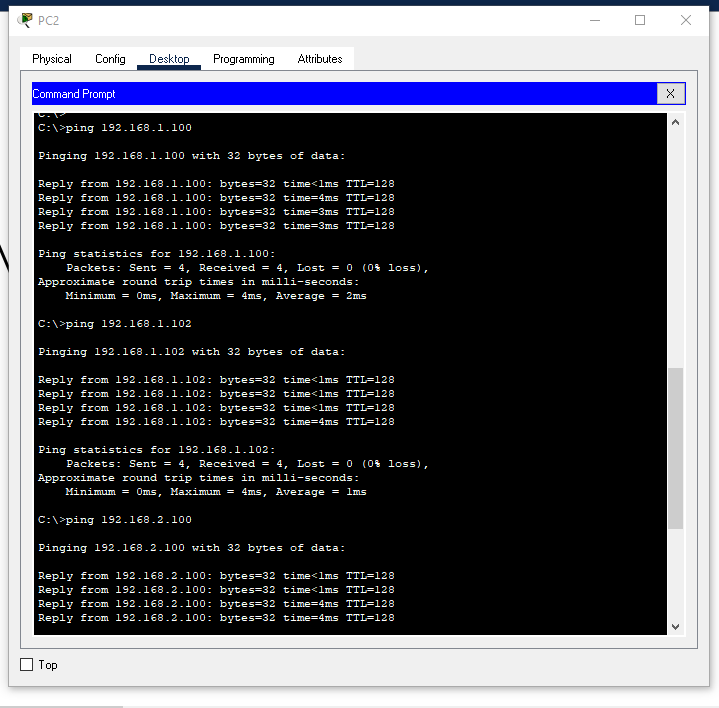 PC2
Physical Config Desktop Programming Attributes
Command Prompt X
C:\>
C:\>ping 192.168.1.100
Pinging 192.168.1.100 with 32 bytes of data:
Reply from 192.168.1.100: bytes=32 time<1ms TTL=128
Reply from 192.168.1.100: bytes=32 time=4ms TTL=128
Reply from 192.168.1.100: bytes=32 time=3ms TTL=128
Reply from 192.168.1.100: bytes=32 time=3ms TTL=128
Ping statistics for 192.168.1.100:
Packets: Sent = 4, Received = 4, Lost = 0 (0% loss),
Approximate round trip times in milli-seconds:
Minimum = 0ms, Maximum = 4ms, Average = 2ms
C:\>ping 192.168.1.102
Pinging 192.168.1.102 with 32 bytes of data:
Reply from 192.168.1.102: bytes=32 time<1ms TTL=128
Reply from 192.168.1.102: bytes=32 time<1ms TTL=128
Reply from 192.168.1.102: bytes=32 time<1ms TTL=128
Reply from 192.168.1.102: bytes=32 time=4ms TTL=128
Ping statistics for 192.168.1.102:
Packets: Sent = 4, Received = 4, Lost = 0 (0% loss),
Approximate round trip times in milli-seconds:
Minimum = 0ms, Maximum = 4ms, Average = 1ms
C:\>ping 192.168.2.100
Pinging 192.168.2.100 with 32 bytes of data:
Reply from 192.168.2.100: bytes=32 time<1ms TTL=128
Reply from 192.168.2.100: bytes=32 time<1ms TTL=128
Reply from 192.168.2.100: bytes=32 time=4ms TTL=128
Reply from 192.168.2.100: bytes=32 time=4ms TTL=128
Top